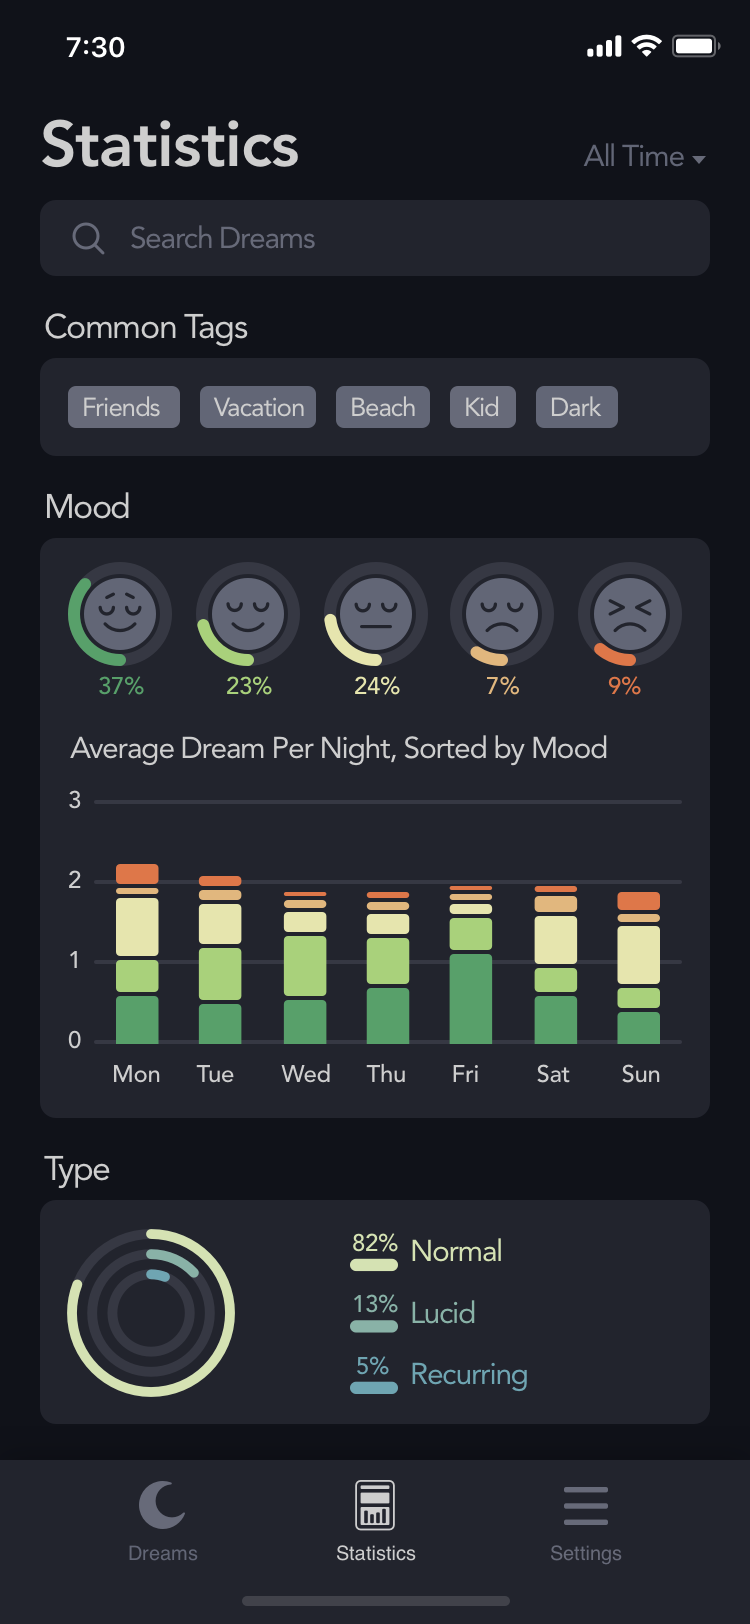 7:30
Statistics
All Time
Search Dreams
Common Tags
Friends Vacation Beach Kid Dark
Mood
37% 23% 24% 7% 9%
Average Dream Per Night, Sorted by Mood
3
2
1
0
Mon Tue Wed Thu Fri Sat Sun
Type
82% Normal
13% Lucid
5% Recurring
Dreams Statistics Settings